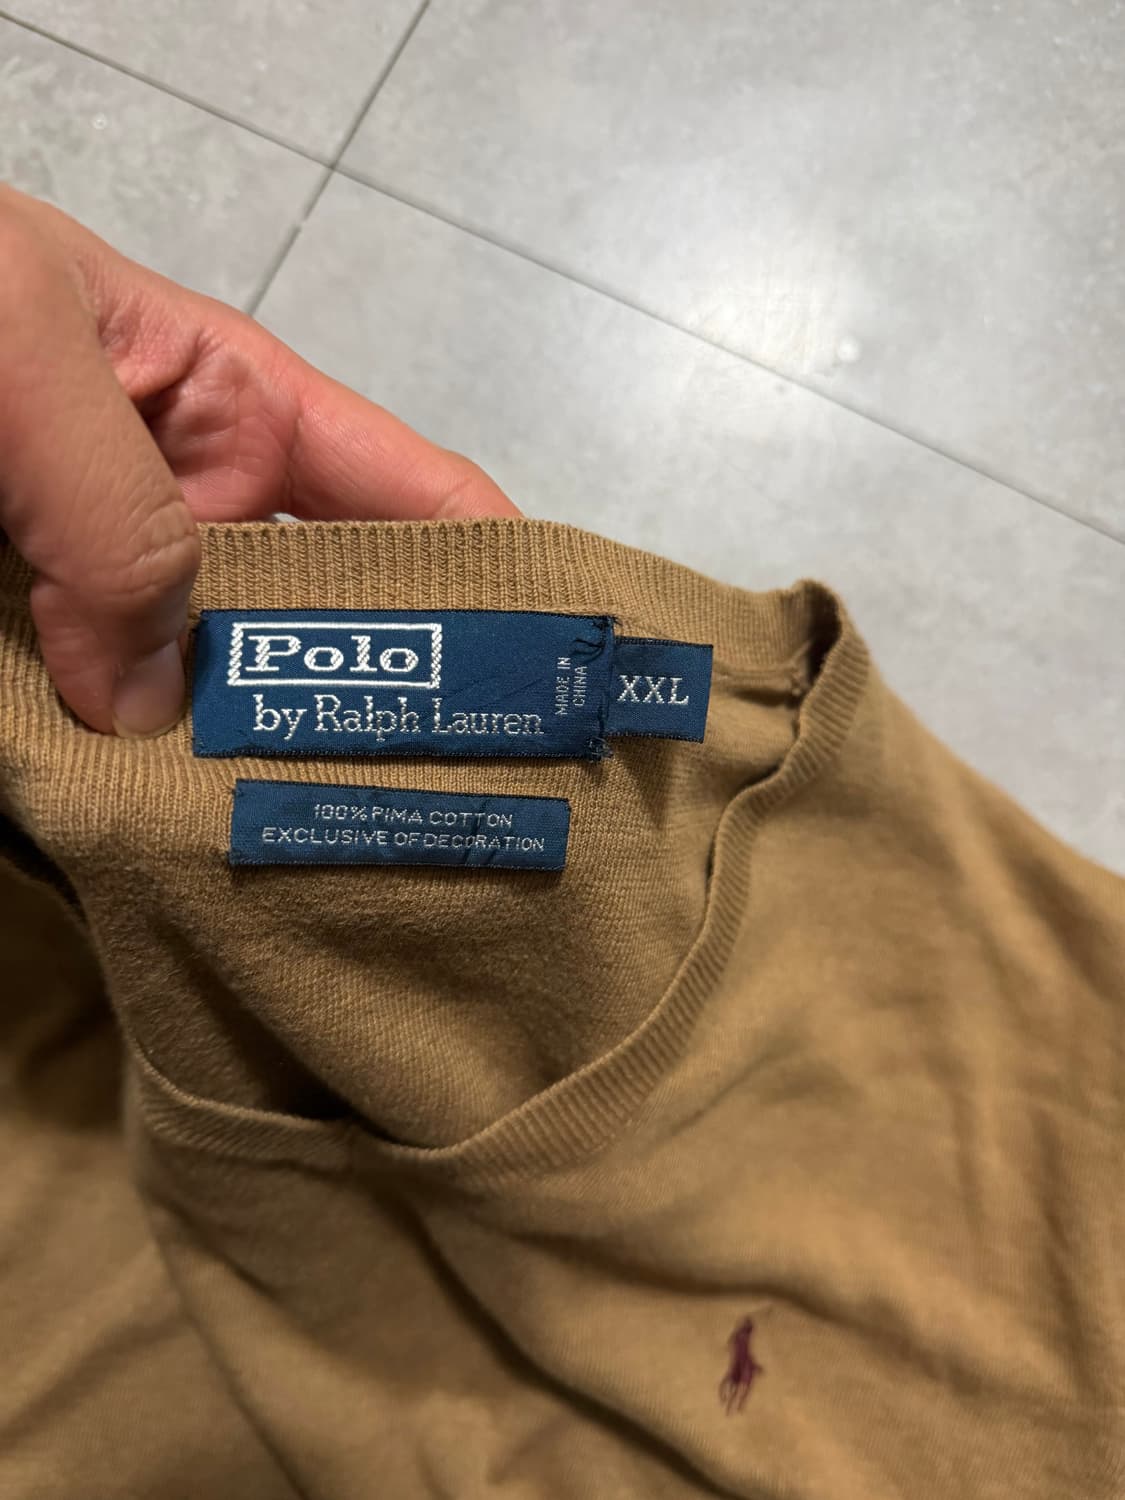 Polo
by Ralph Lauren
MADE IN
CHINA
XXL
100% PIMA COTTON
EXCLUSIVE OF DECORATION